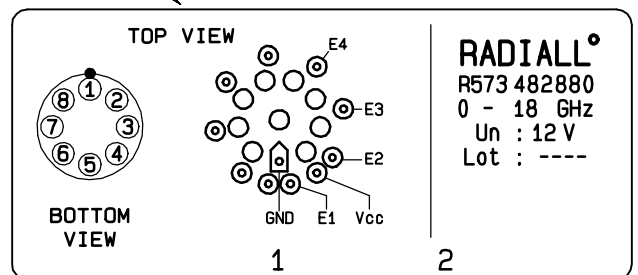 TOP VIEW
1
2
3
4
5
6
7
8
BOTTOM
VIEW
E4
E3
E2
GND E1 Vcc
1
RADIALL°
R573 482880
0 - 18 GHz
Un : 12 V
Lot : ----
2